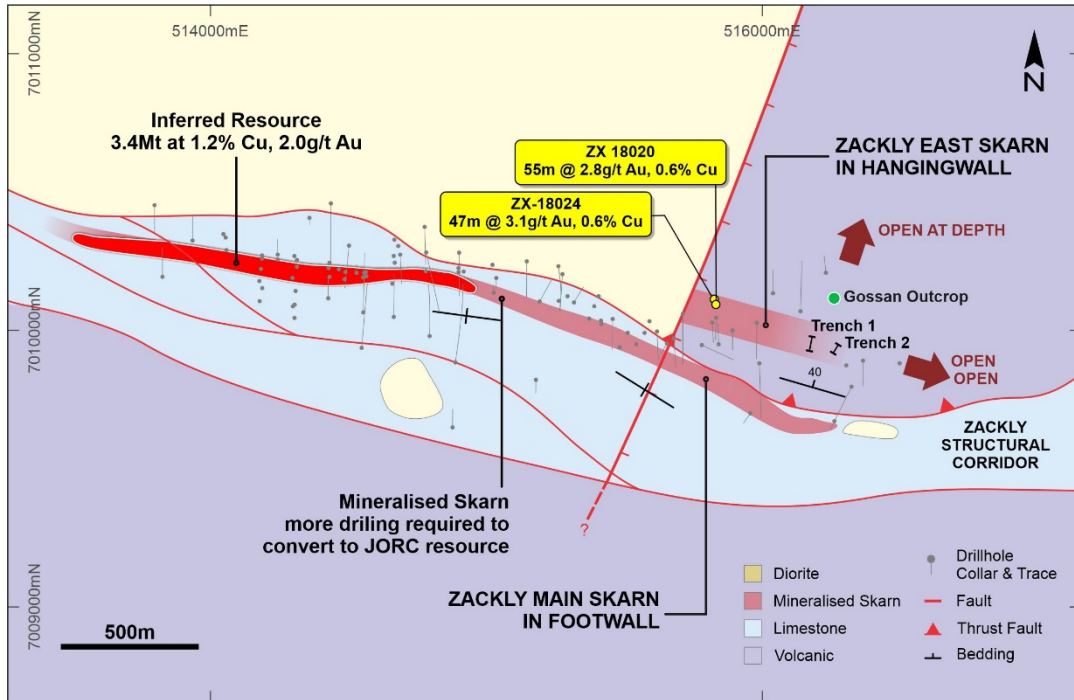 514000mE
516000mE
7011000mN
7010000mN
7009000mN
N
Inferred Resource
3.4Mt at 1.2% Cu, 2.0g/t Au
ZX 18020
55m @ 2.8g/t Au, 0.6% Cu
ZX-18024
47m @ 3.1g/t Au, 0.6% Cu
ZACKLY EAST SKARN
IN HANGINGWALL
OPEN AT DEPTH
Gossan Outcrop
Trench 1
Trench 2
40
OPEN
OPEN
ZACKLY
STRUCTURAL
CORRIDOR
Mineralised Skarn
more driling required to
convert to JORC resource
?
ZACKLY MAIN SKARN
IN FOOTWALL
500m
Diorite
Mineralised Skarn
Limestone
Volcanic
Drillhole
Collar & Trace
Fault
Thrust Fault
Bedding